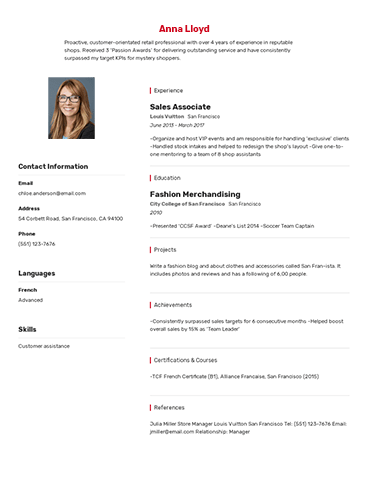 Anna Lloyd
Proactive, customer-orientated retail professional with over 4 years of experience in reputable
shops. Received 3 'Passion Awards' for delivering outstanding service and have consistently
surpassed my target KPIs for mystery shoppers.
Contact Information
Email
chloe.anderson@email.com
Address
54 Corbett Road, San Francisco, CA 94100
Phone
(551) 123-7676
Languages
French
Advanced
Skills
Customer assistance
Experience
Sales Associate
Louis Vuitton San Francisco
June 2013 - March 2017
-Organize and host VIP events and am responsible for handling 'exclusive' clients
-Handled stock intakes and helped to redesign the shop's layout -Give one-to-
one mentoring to a team of 8 shop assistants
Education
Fashion Merchandising
City College of San Francisco San Francisco
2010
-Presented 'CCSF Award' -Deane's List 2014 -Soccer Team Captain
Projects
Write a fashion blog and about clothes and accessories called San Fran-ista. It
includes photos and reviews and has a following of 6,00 people.
Achievements
-Consistently surpassed sales targets for 6 consecutive months -Helped boost
overall sales by 15% as 'Team Leader'
Certifications & Courses
-TCF French Certificate (B1), Alliance Francaise, San Francisco (2015)
References
Julia Miller Store Manager Louis Vuitton San Francisco Tel: (551) 123-7676 Email:
jmiller@email.com Relationship: Manager